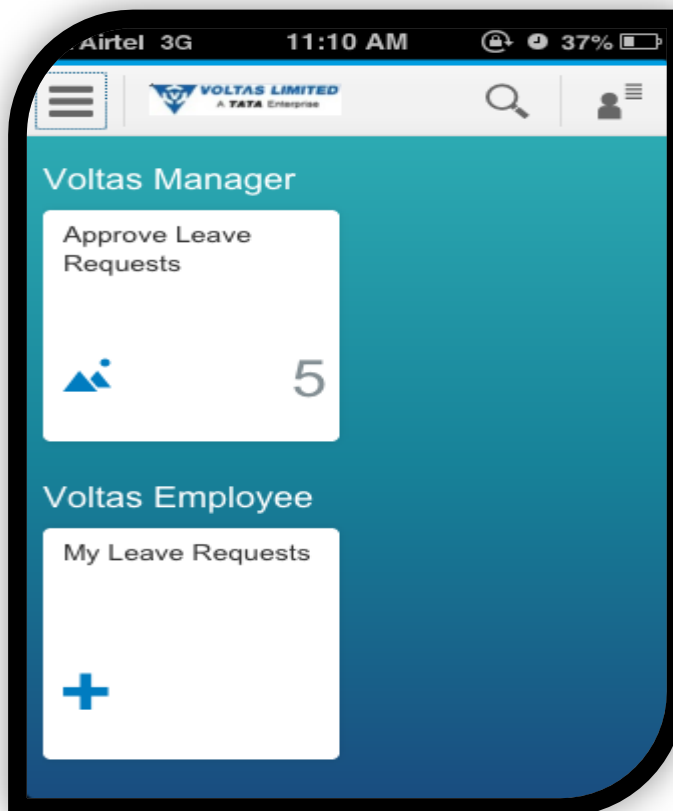 Airtel 3G 11:10 AM 37%
VOLTAS LIMITED
A TATA Enterprise
Voltas Manager
Approve Leave
Requests
5
Voltas Employee
My Leave Requests